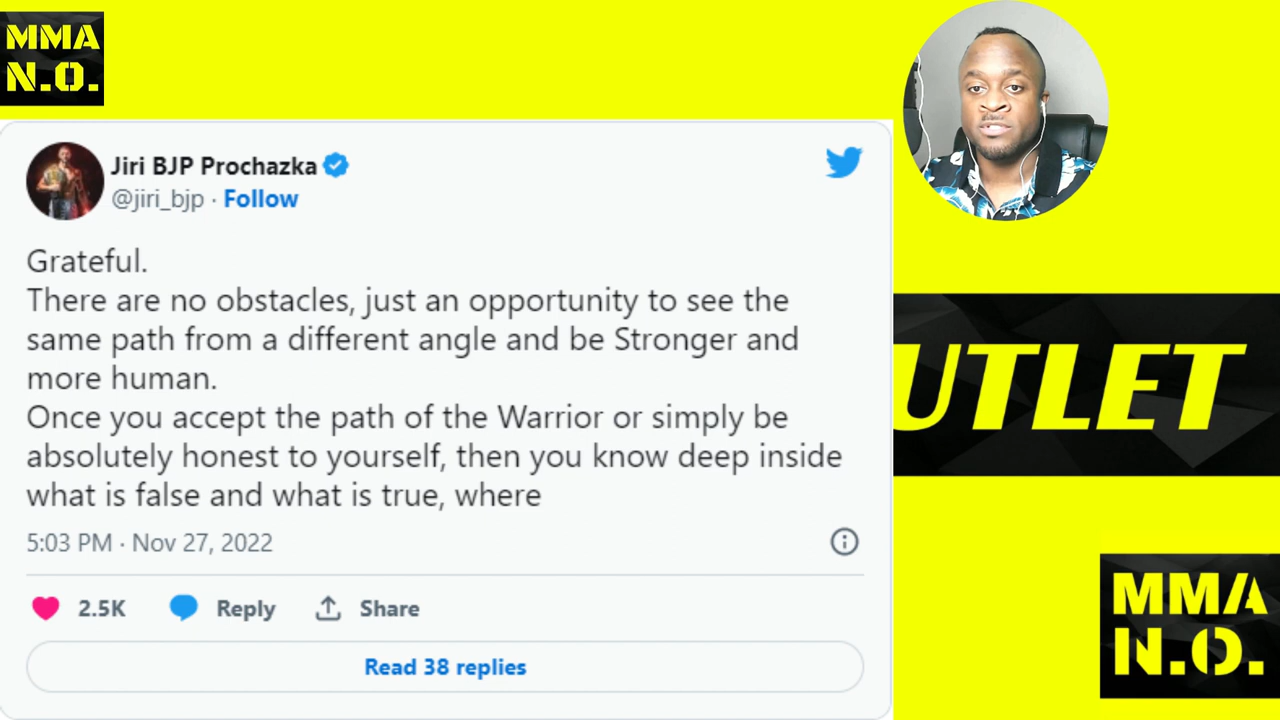 MMA
N.O.
Jiri BJP Prochazka
@jiri_bjp · Follow
Grateful.
There are no obstacles, just an opportunity to see the
same path from a different angle and be Stronger and
more human.
Once you accept the path of the Warrior or simply be
absolutely honest to yourself, then you know deep inside
what is false and what is true, where
5:03 PM · Nov 27, 2022
2.5K Reply Share
Read 38 replies
UTLET
MMA
N.O.